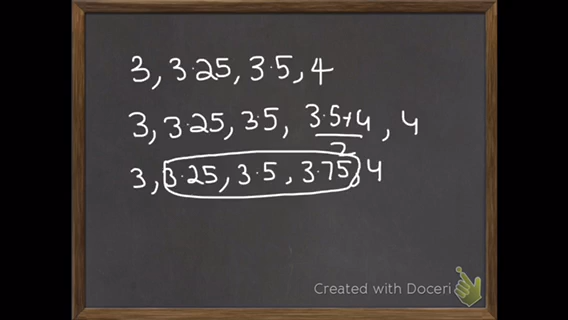 3, 3.25, 3.5, 4
3, 3.25, 3.5, 3.5+4/2, 4
3, 3.25, 3.5, 3.75, 4
Created with Doceri